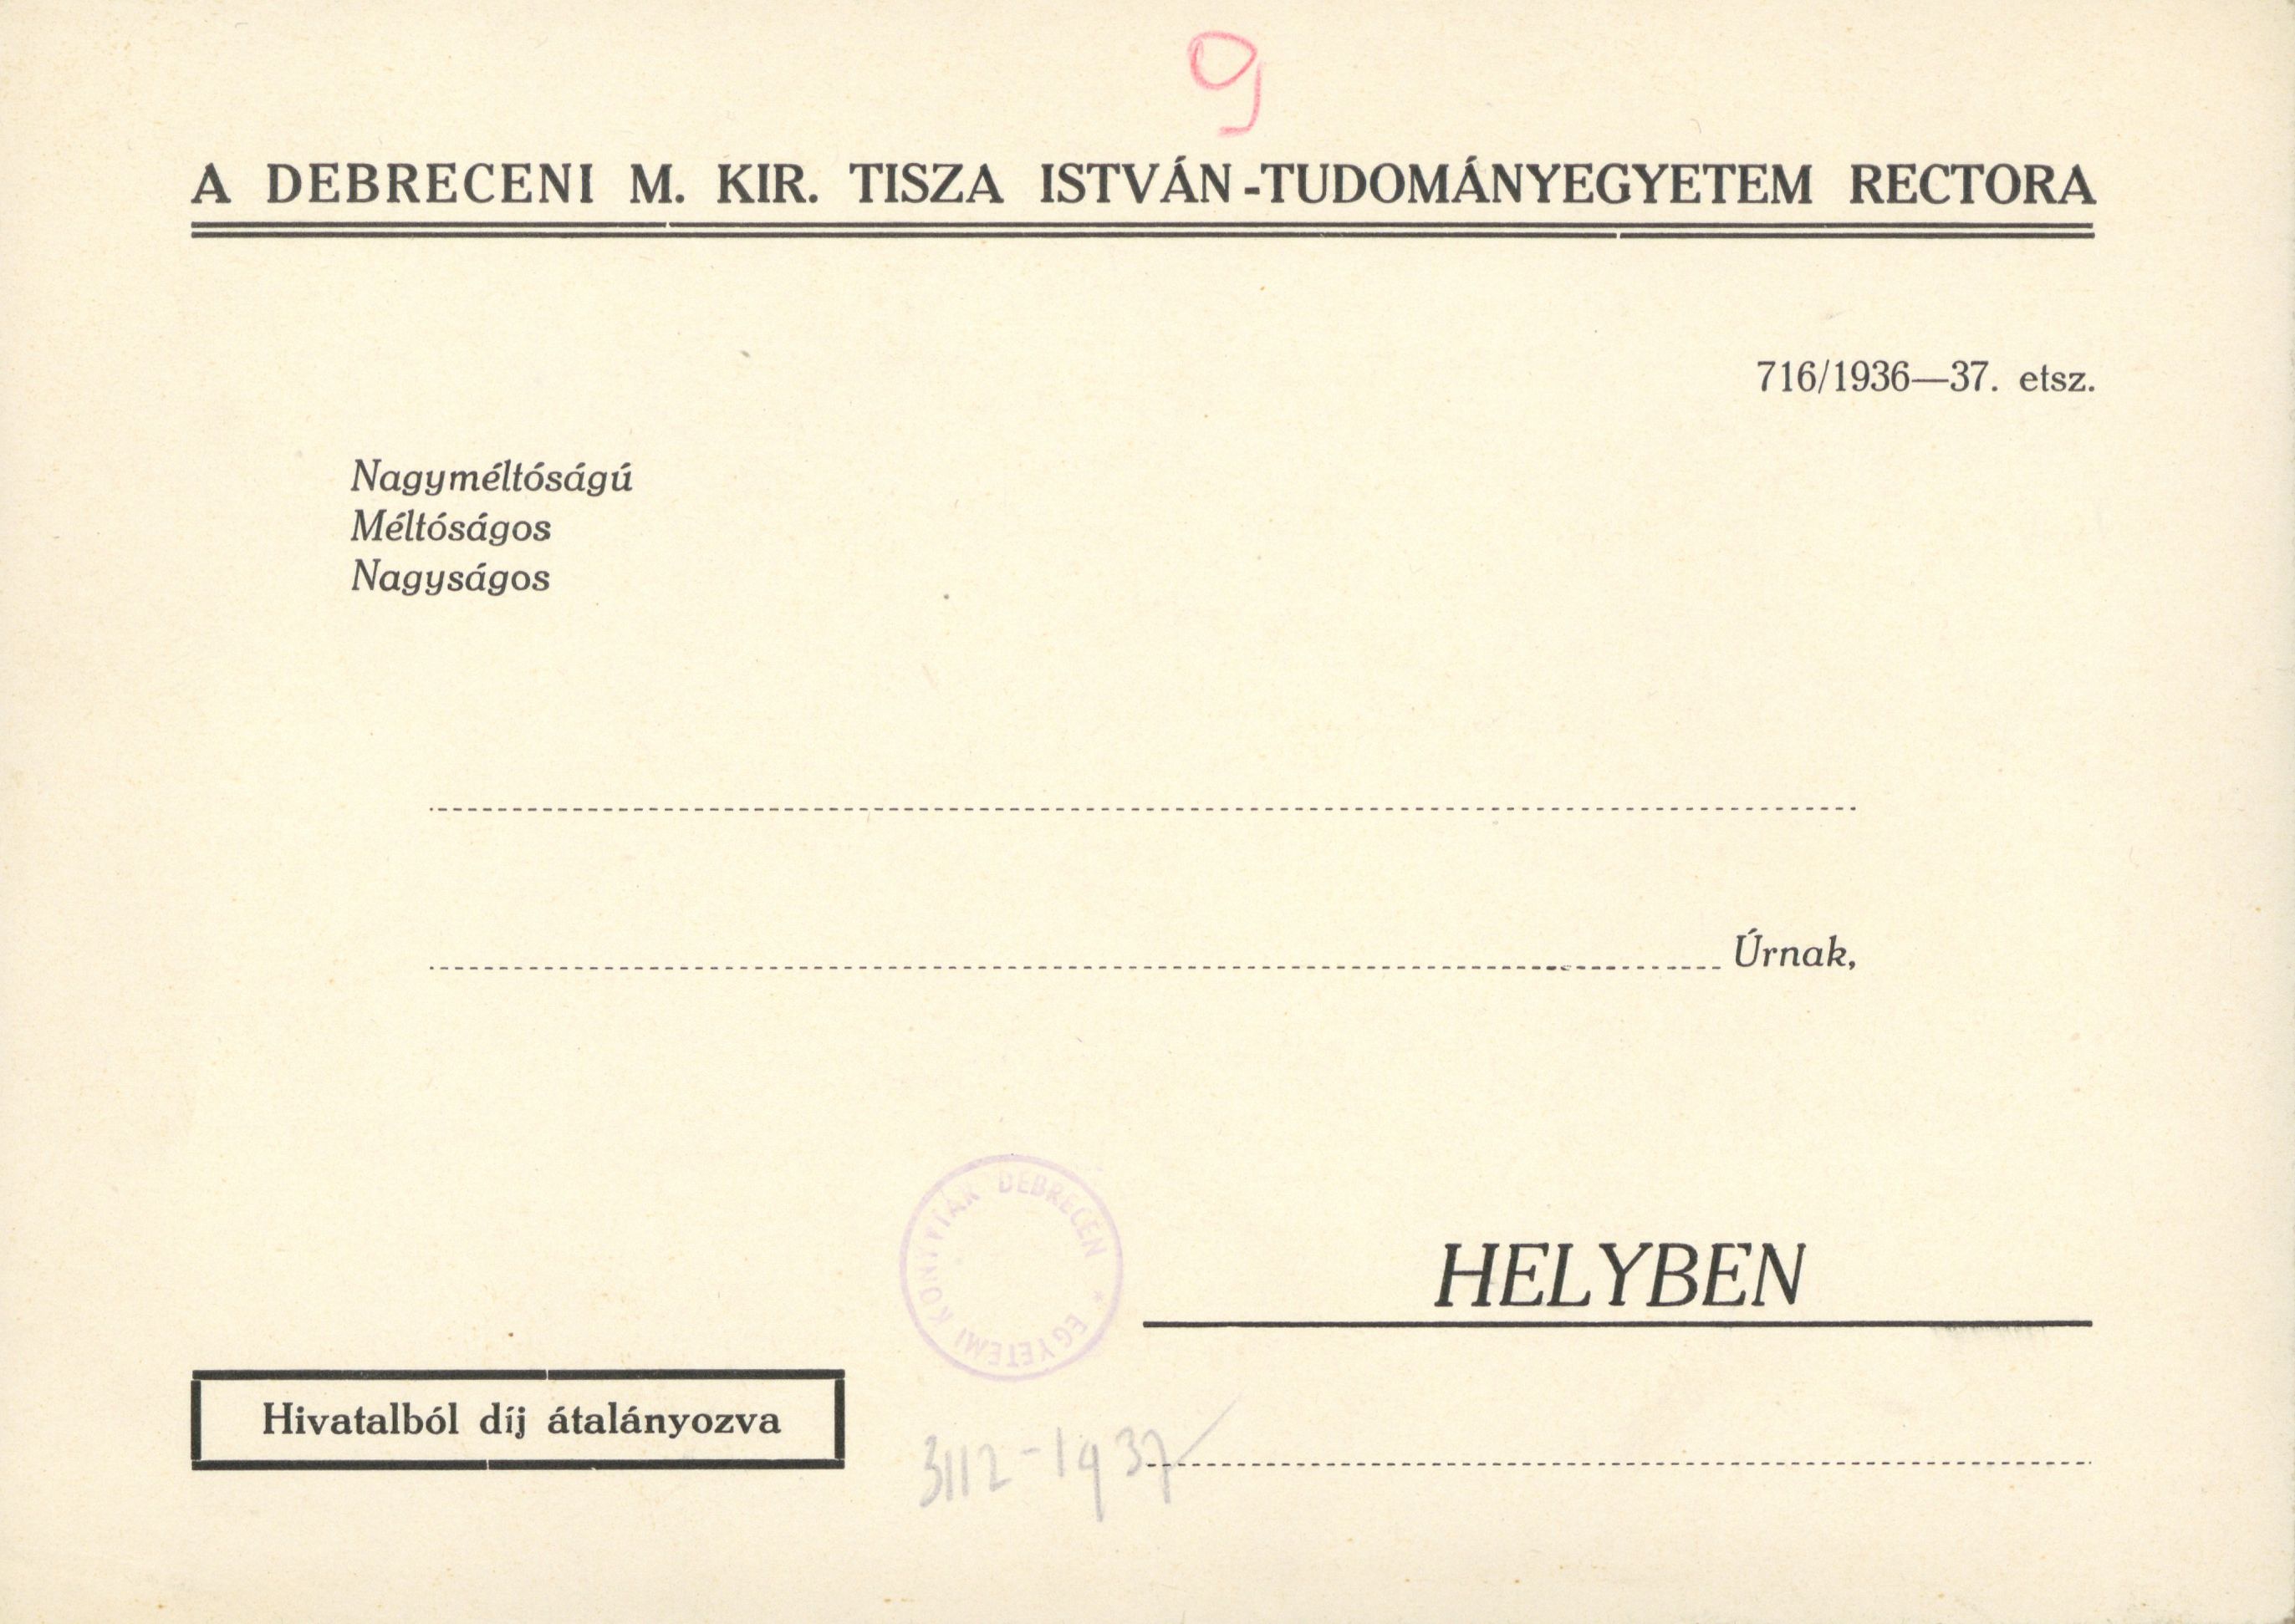 9
A DEBRECENI M. KIR. TISZA ISTVÁN-TUDOMÁNYEGYETEM RECTORA
716/1936—37. etsz.
Nagyméltóságú
Méltóságos
Nagyságos
Úrnak,
EGYETEMI KÖNYVTÁR DEBRECEN *
HELYBEN
Hivatalból díj átalányozva
3112-1937